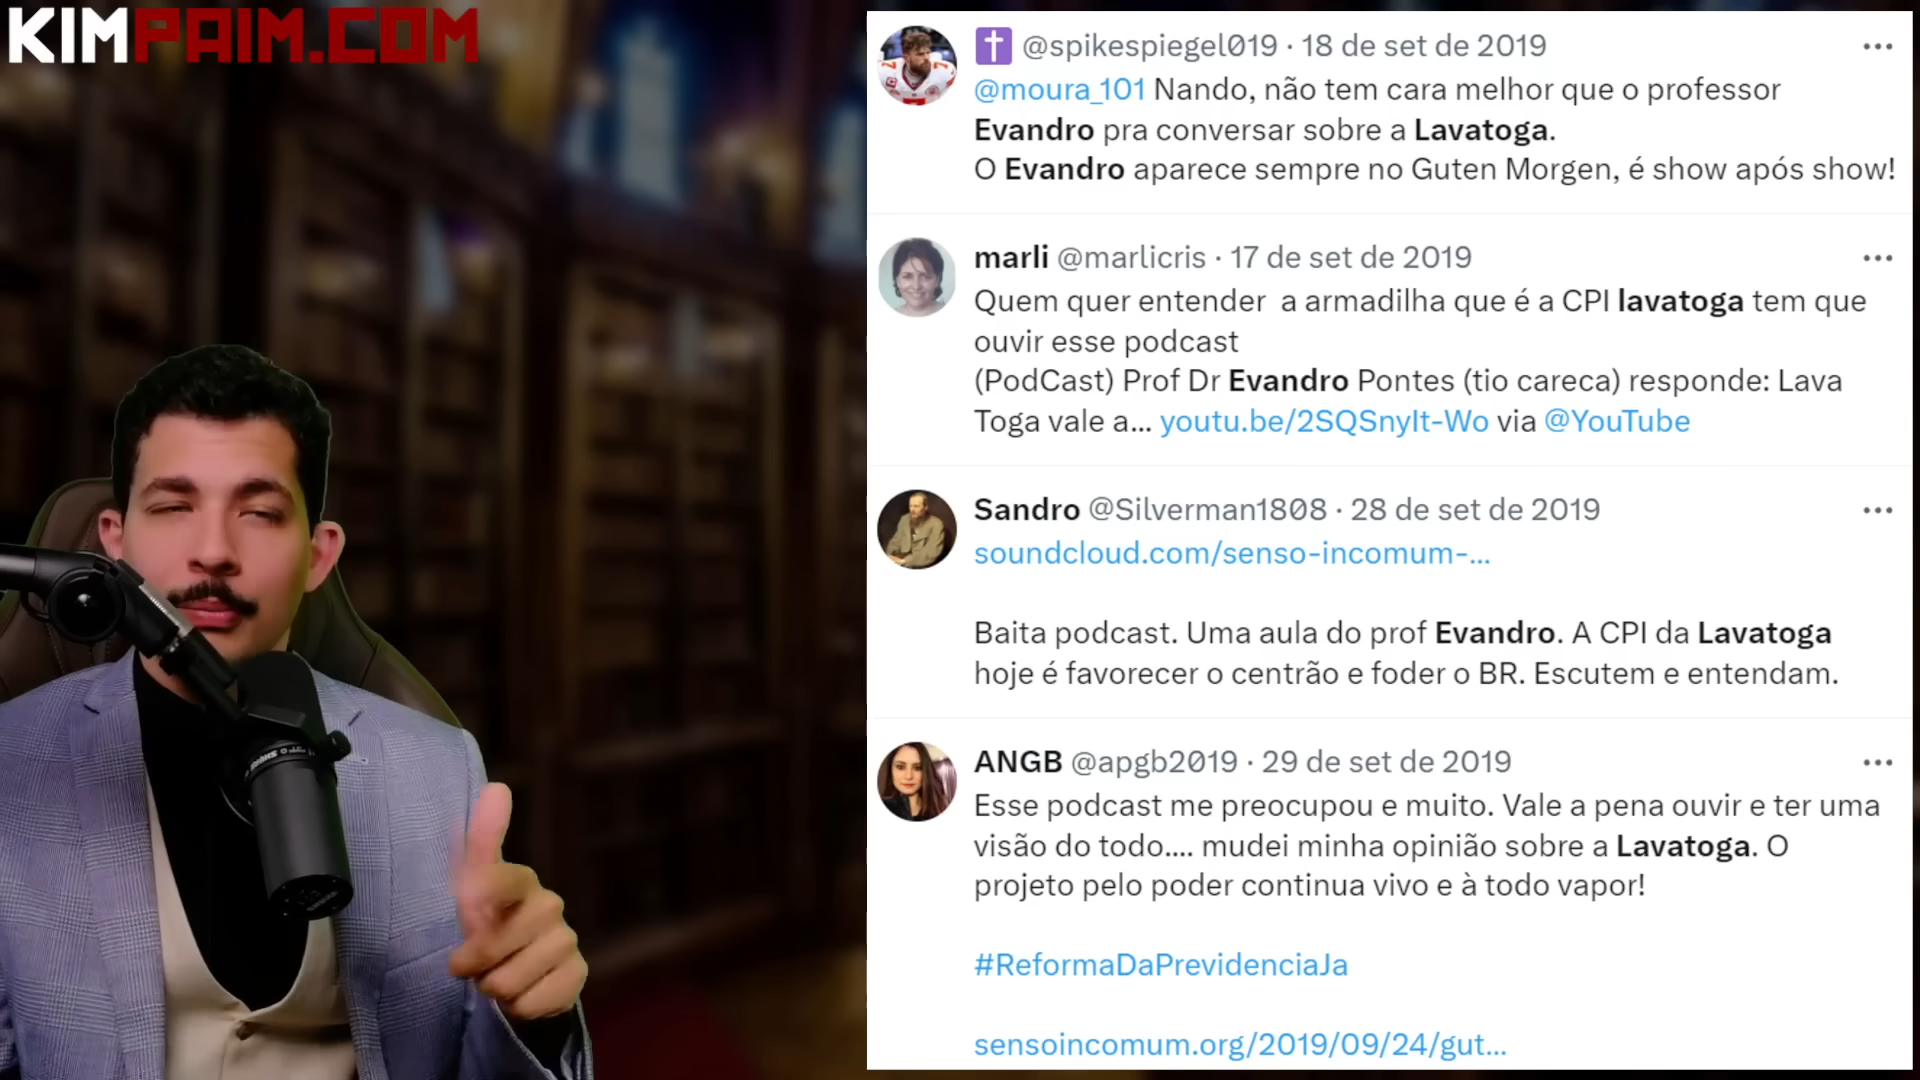 KIMPAIM.COM
@spikespiegel019 · 18 de set de 2019
@moura_101 Nando, não tem cara melhor que o professor
Evandro pra conversar sobre a Lavatoga.
O Evandro aparece sempre no Guten Morgen, é show após show!
marli @marlicris · 17 de set de 2019
Quem quer entender  a armadilha que é a CPI lavatoga tem que
ouvir esse podcast
(PodCast) Prof Dr Evandro Pontes (tio careca) responde: Lava
Toga vale a... youtu.be/2SQSnyIt-Wo via @YouTube
Sandro @Silverman1808 · 28 de set de 2019
soundcloud.com/senso-incomum-...
Baita podcast. Uma aula do prof Evandro. A CPI da Lavatoga
hoje é favorecer o centrão e foder o BR. Escutem e entendam.
ANGB @apgb2019 · 29 de set de 2019
Esse podcast me preocupou e muito. Vale a pena ouvir e ter uma
visão do todo.... mudei minha opinião sobre a Lavatoga. O
projeto pelo poder continua vivo e à todo vapor!
#ReformaDaPrevidenciaJa
sensoincomum.org/2019/09/24/gut...